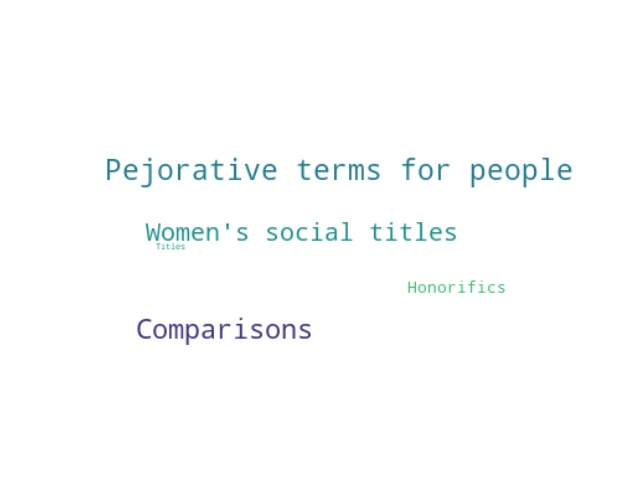 Pejorative terms for people
Women's social titles
Titles
Honorifics
Comparisons